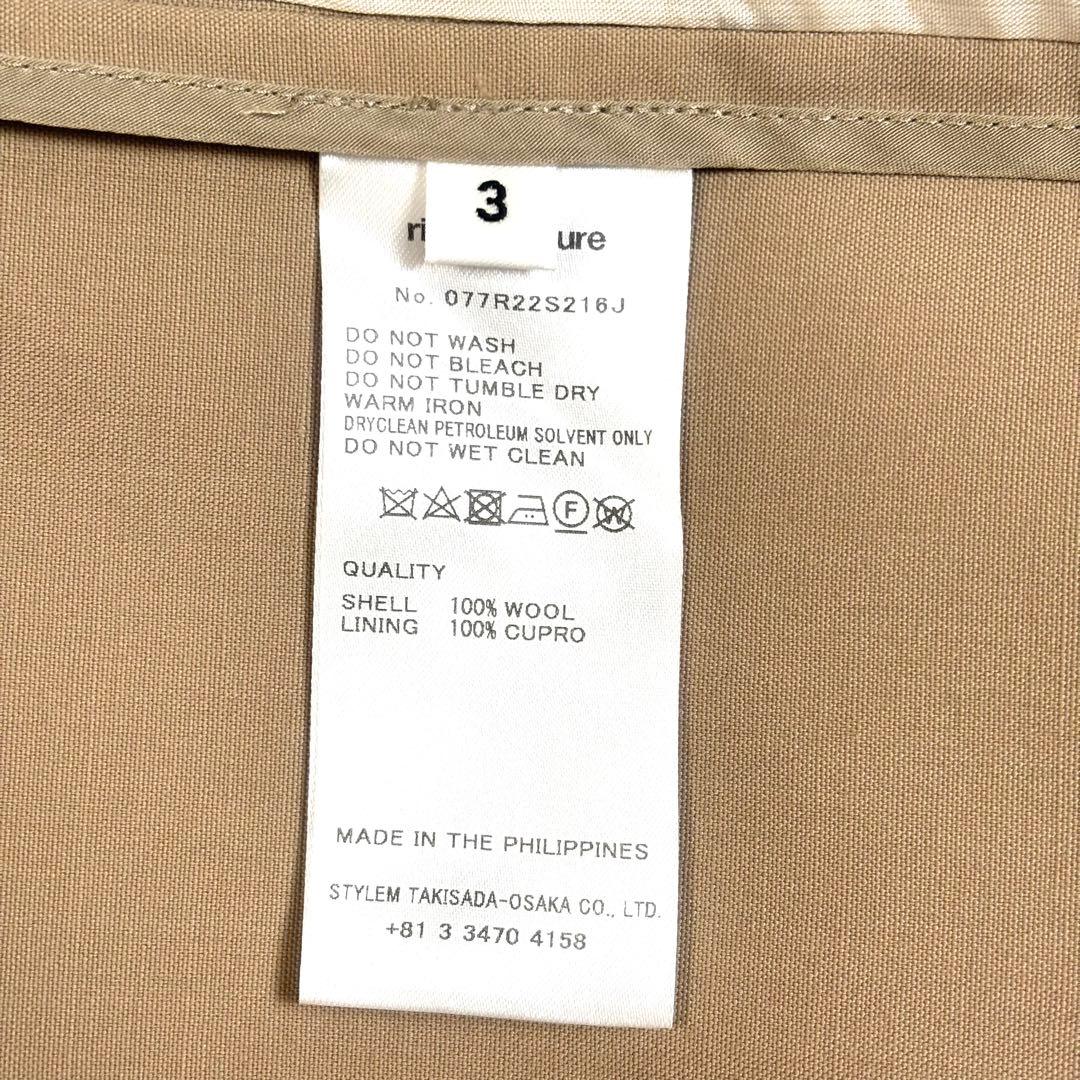 3
No. 077R22S216J
DO NOT WASH
DO NOT BLEACH
DO NOT TUMBLE DRY
WARM IRON
DRYCLEAN PETROLEUM SOLVENT ONLY
DO NOT WET CLEAN
F W
QUALITY
SHELL 100% WOOL
LINING 100% CUPRO
MADE IN THE PHILIPPINES
STYLEM TAKISADA-OSAKA CO., LTD.
+81 3 3470 4158